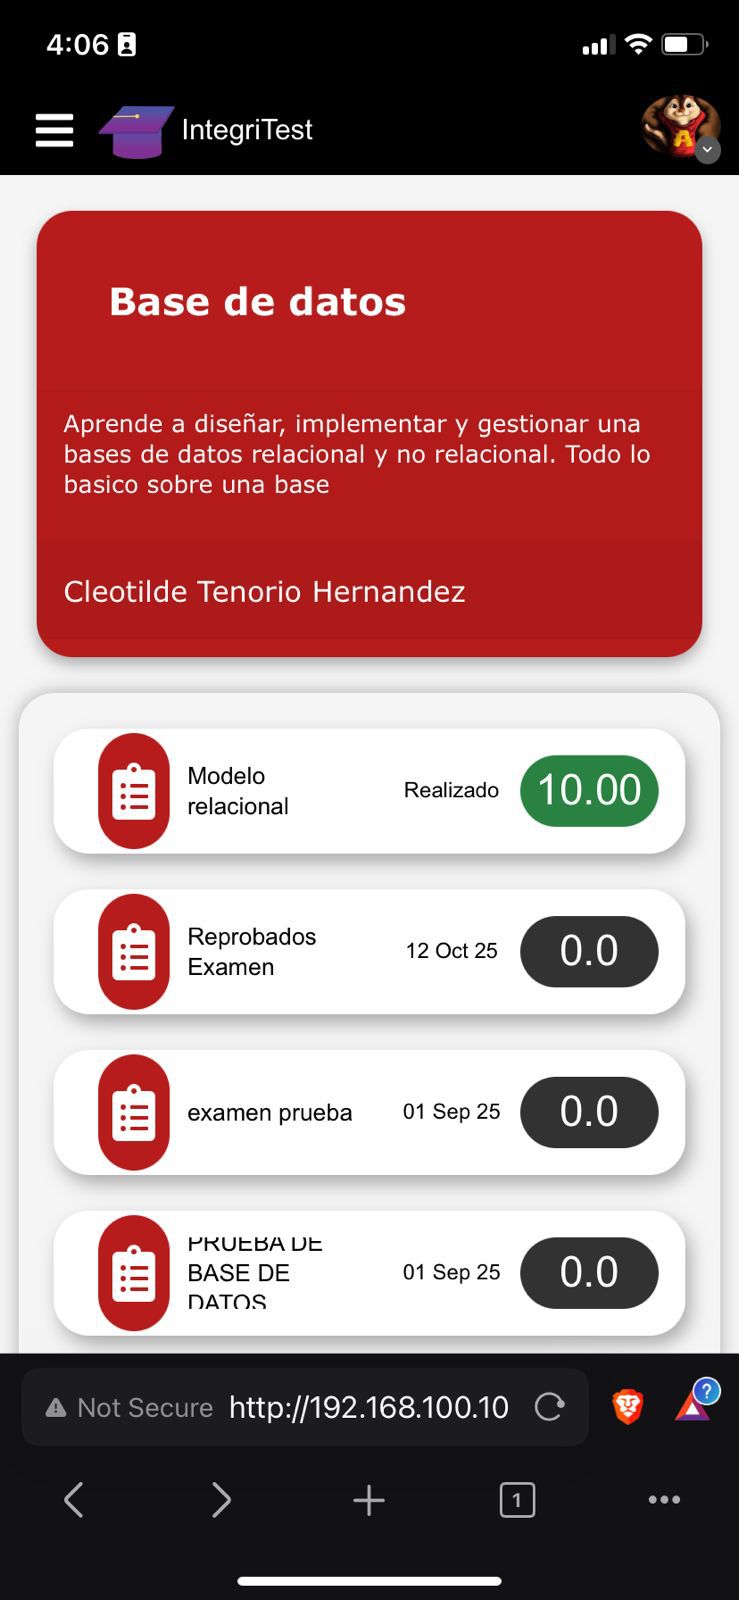 4:06
IntegriTest
Base de datos
Aprende a diseñar, implementar y gestionar una
bases de datos relacional y no relacional. Todo lo
basico sobre una base
Cleotilde Tenorio Hernandez
Modelo
relacional
Realizado
10.00
Reprobados
Examen
12 Oct 25
0.0
examen prueba
01 Sep 25
0.0
PRUEBA DE
BASE DE
DATOS
01 Sep 25
0.0
Not Secure http://192.168.100.10
?
1